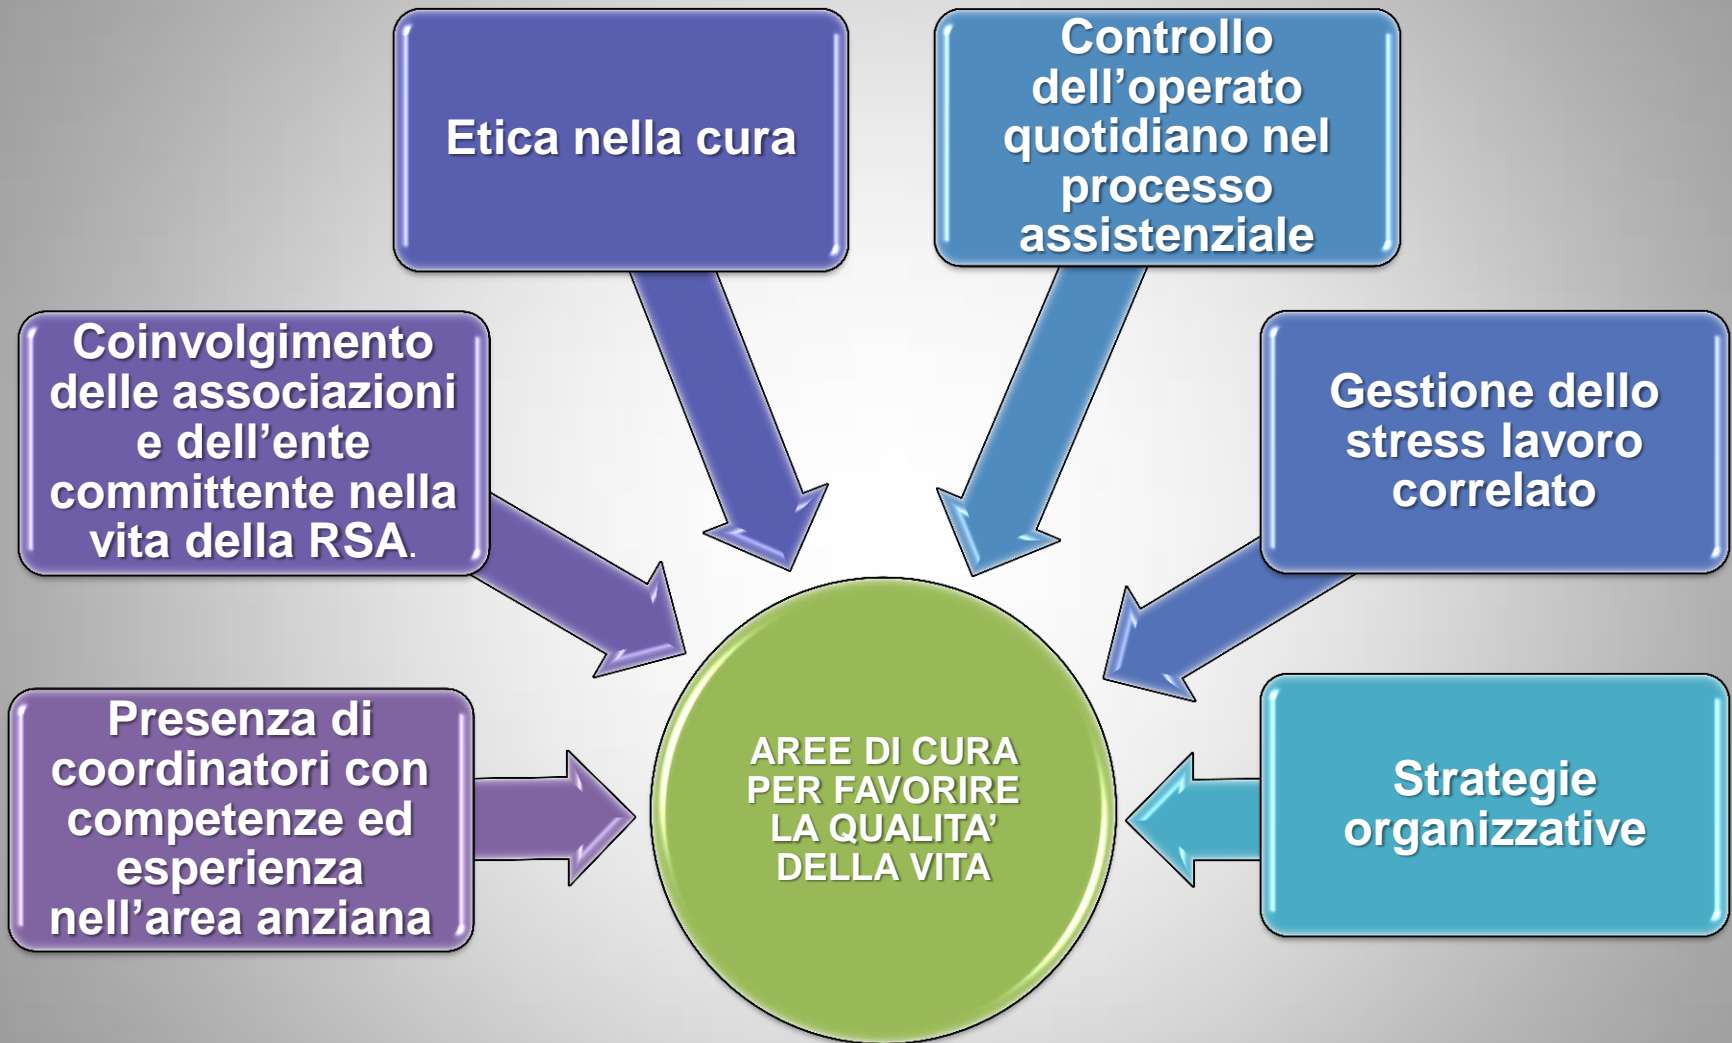 Etica nella cura
Controllo
dell’operato
quotidiano nel
processo
assistenziale
Coinvolgimento
delle associazioni
e dell’ente
committente nella
vita della RSA.
Gestione dello
stress lavoro
correlato
Presenza di
coordinatori con
competenze ed
esperienza
nell’area anziana
AREE DI CURA
PER FAVORIRE
LA QUALITA’
DELLA VITA
Strategie
organizzative